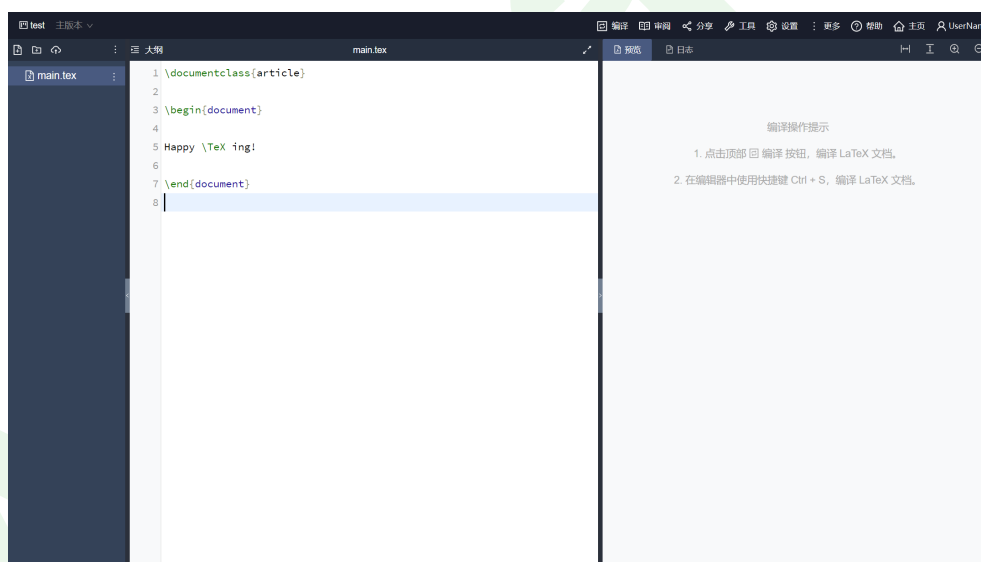 test 主版本
编译 审阅 分享 工具 设置 更多 帮助 主页 UserNar
大纲 main.tex 预览 日志
main.tex
1 \documentclass{article}
2
3 \begin{document}
4
5 Happy \TeX ing!
6
7 \end{document}
8
编译操作提示
1. 点击顶部 编译 按钮，编译 LaTeX 文档。
2. 在编辑器中使用快捷键 Ctrl + S，编译 LaTeX 文档。